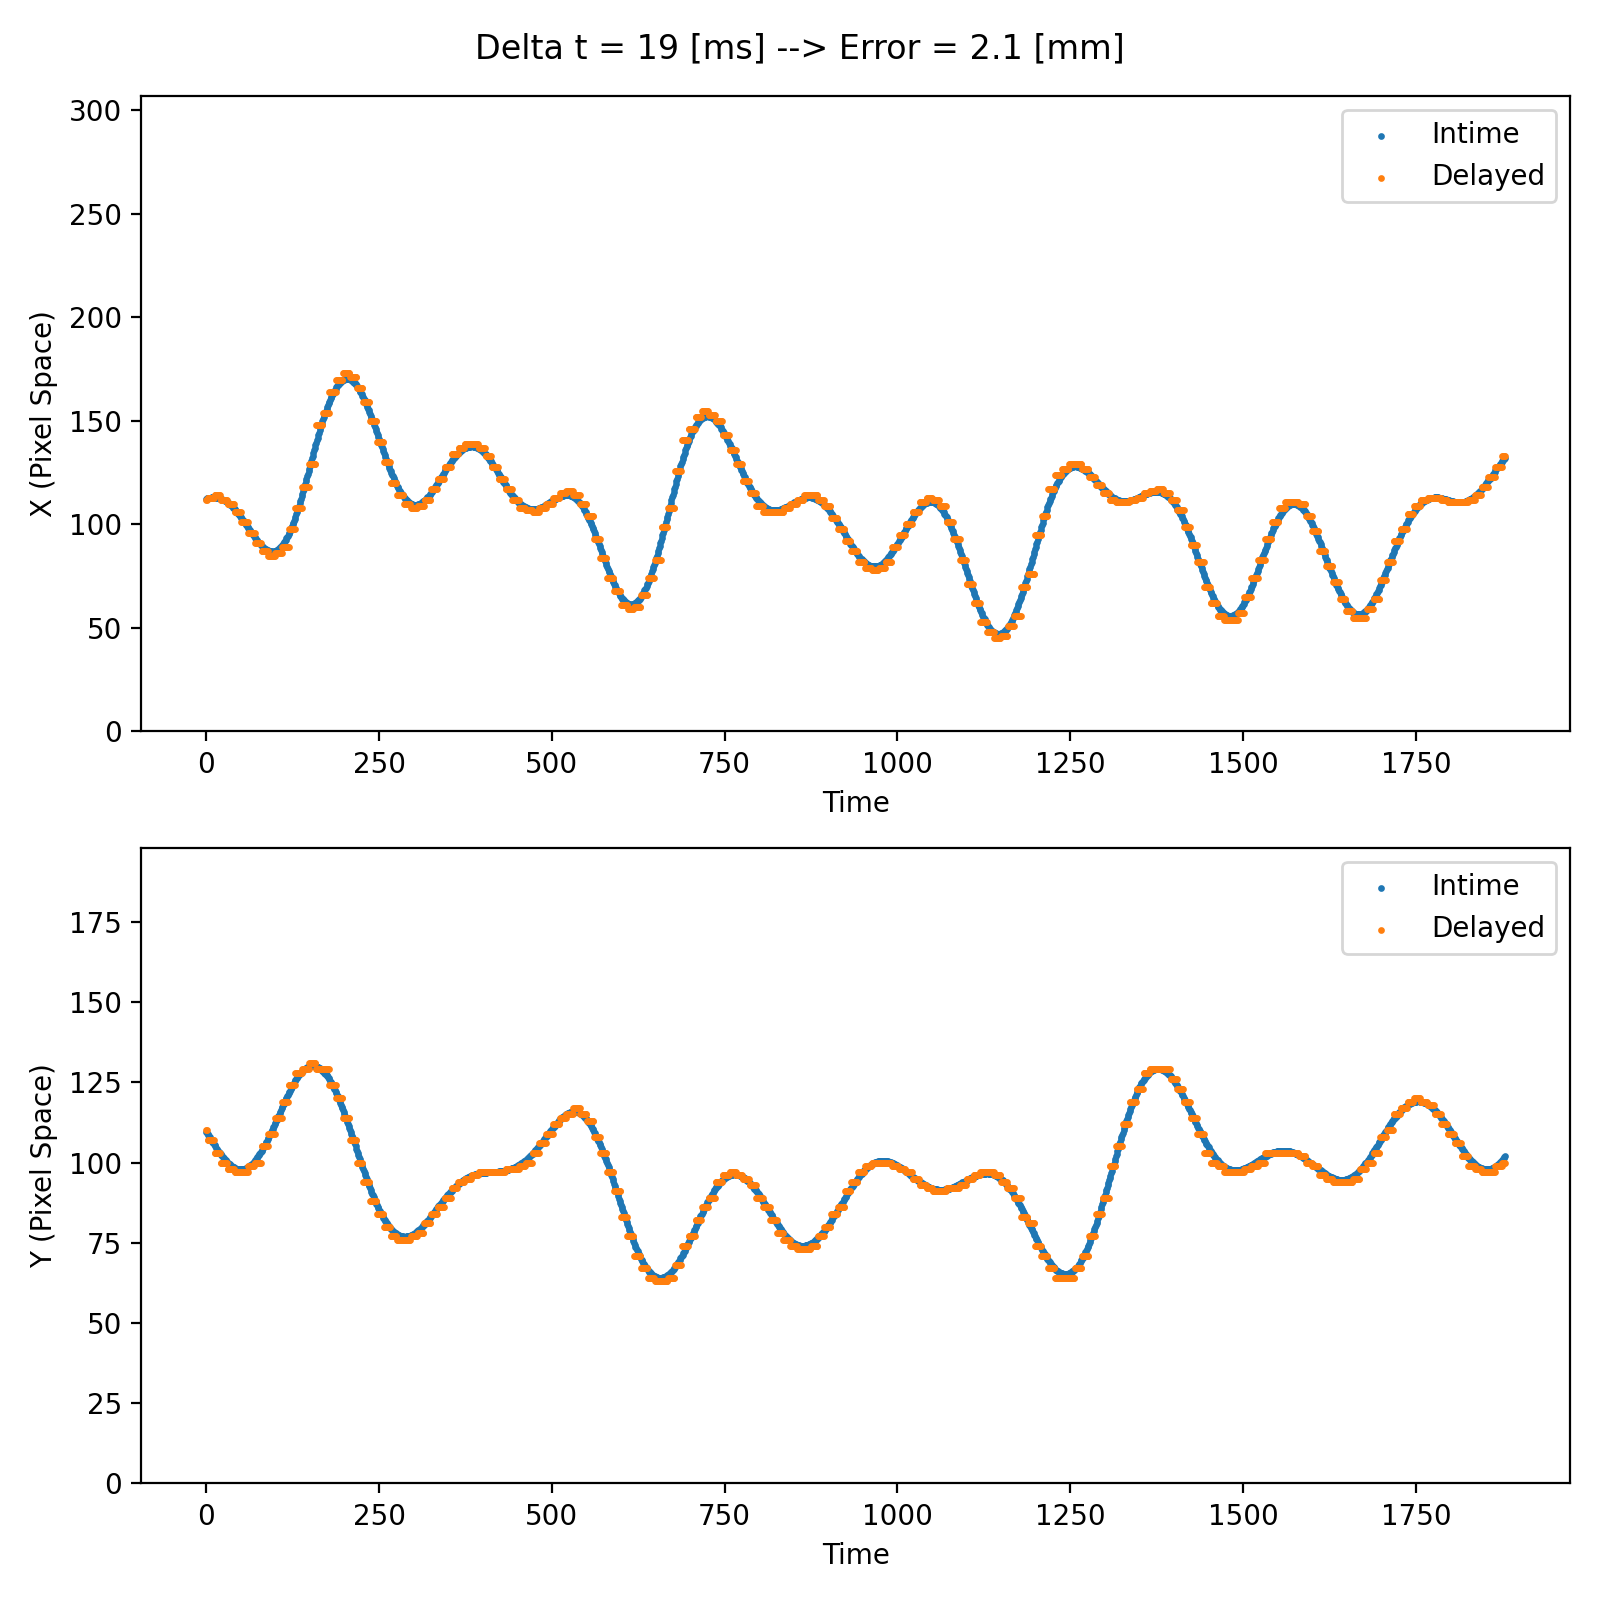 Delta t = 19 [ms] --> Error = 2.1 [mm]
300
250
200
150
100
50
0
X (Pixel Space)
Intime
Delayed
0 250 500 750 1000 1250 1500 1750
Time
175
150
125
100
75
50
25
0
Y (Pixel Space)
Intime
Delayed
0 250 500 750 1000 1250 1500 1750
Time